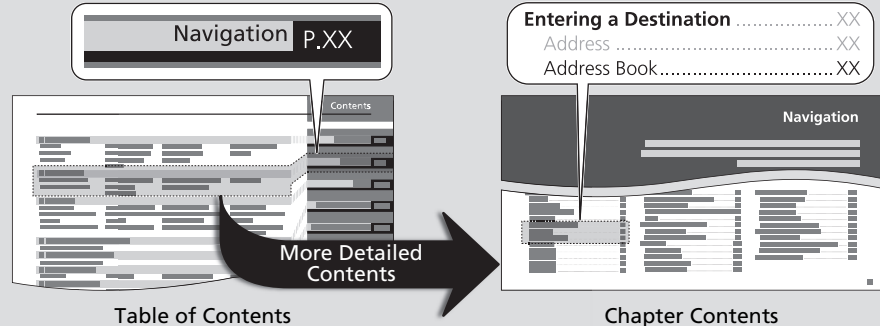 Navigation P.XX
Entering a Destination .................. XX
Address .................................. XX
Address Book ............................ XX
Contents
Navigation
More Detailed
Contents
Table of Contents
Chapter Contents